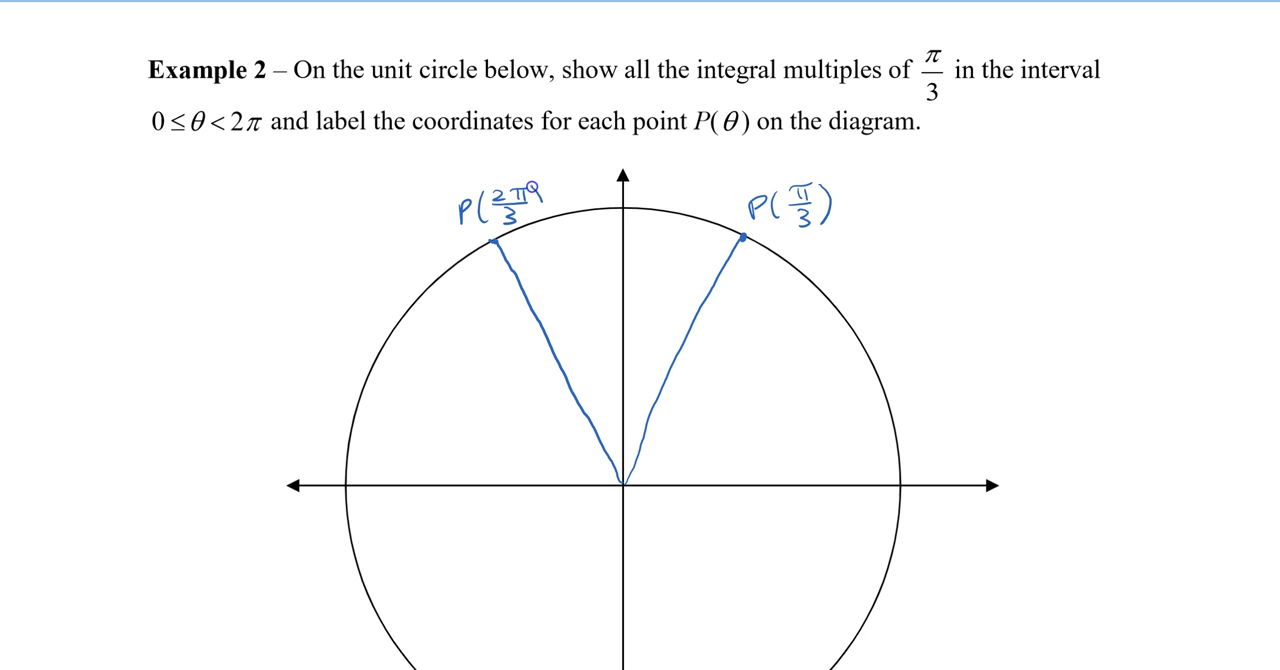 Example 2 – On the unit circle below, show all the integral multiples of π/3 in the interval
0 ≤ θ < 2π and label the coordinates for each point P(θ) on the diagram.
P(2π/3
P(π/3)